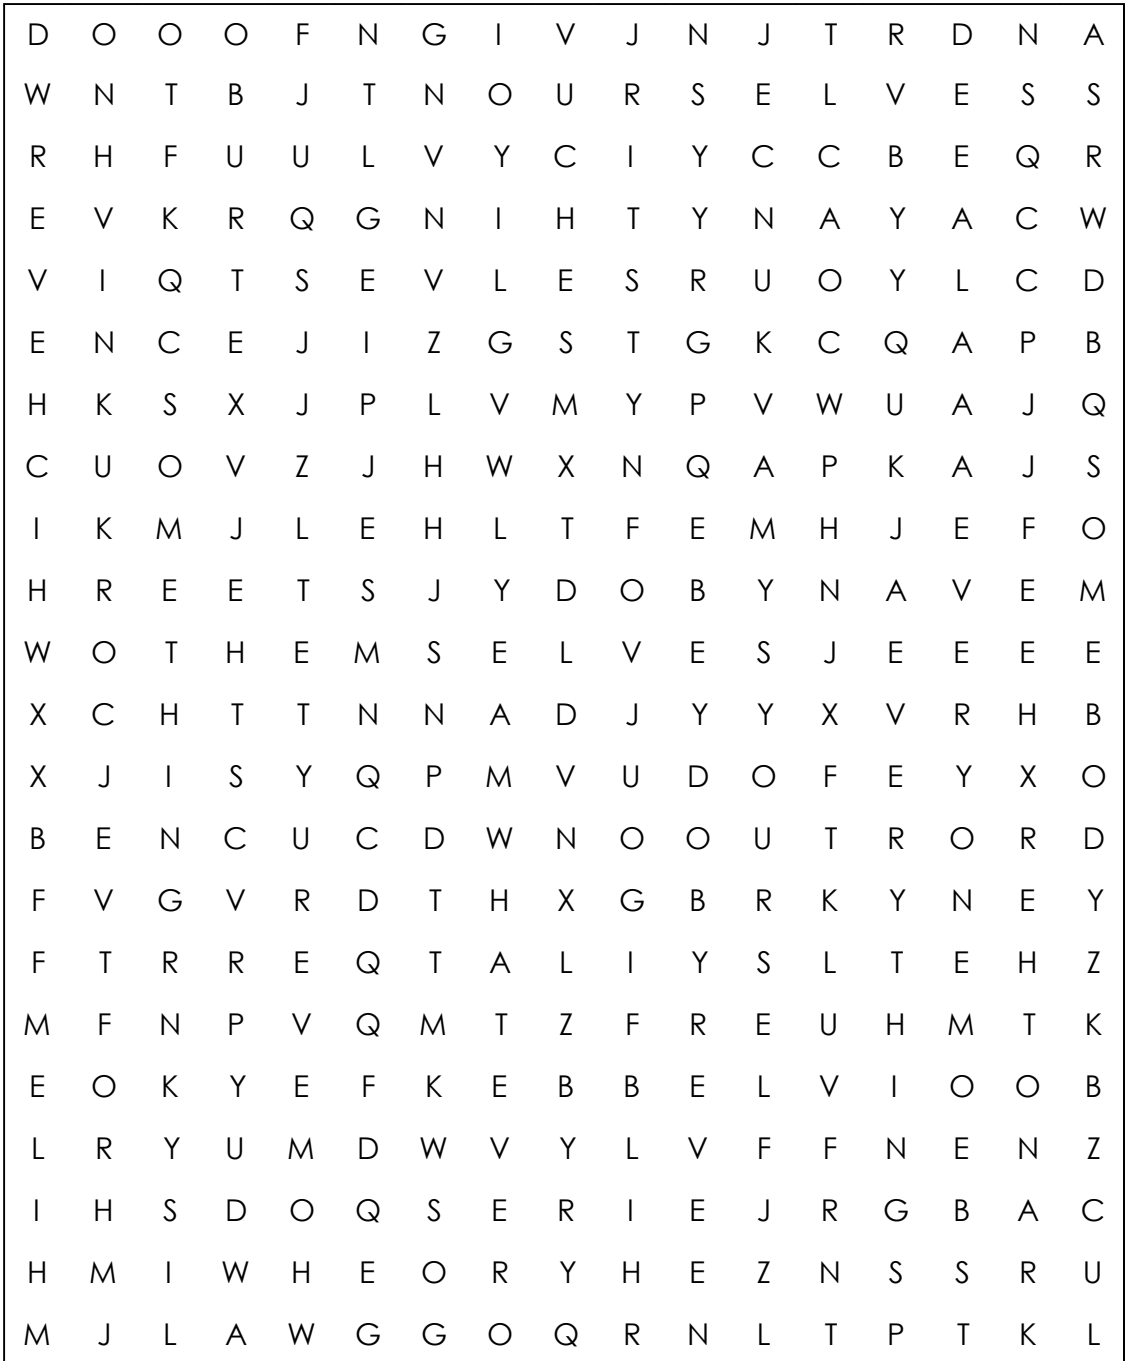 D O O O F N G I V J N J T R D N A
W N T B J T N O U R S E L V E S S
R H F U U L V Y C I Y C C B E Q R
E V K R Q G N I H T Y N A Y A C W
V I Q T S E V L E S R U O Y L C D
E N C E J I Z G S T G K C Q A P B
H K S X J P L V M Y P V W U A J Q
C U O V Z J H W X N Q A P K A J S
I K M J L E H L T F E M H J E F O
H R E E T S J Y D O B Y N A V E M
W O T H E M S E L V E S J E E E E
X C H T T N N A D J Y Y X V R H B
X J I S Y Q P M V U D O F E Y X O
B E N C U C D W N O O U T R O R D
F V G V R D T H X G B R K Y N E Y
F T R R E Q T A L I Y S L T E H Z
M F N P V Q M T Z F R E U H M T K
E O K Y E F K E B B E L V I O O B
L R Y U M D W V Y L V F F N E N Z
I H S D O Q S E R I E J R G B A C
H M I W H E O R Y H E Z N S S R U
M J L A W G G O Q R N L T P T K L